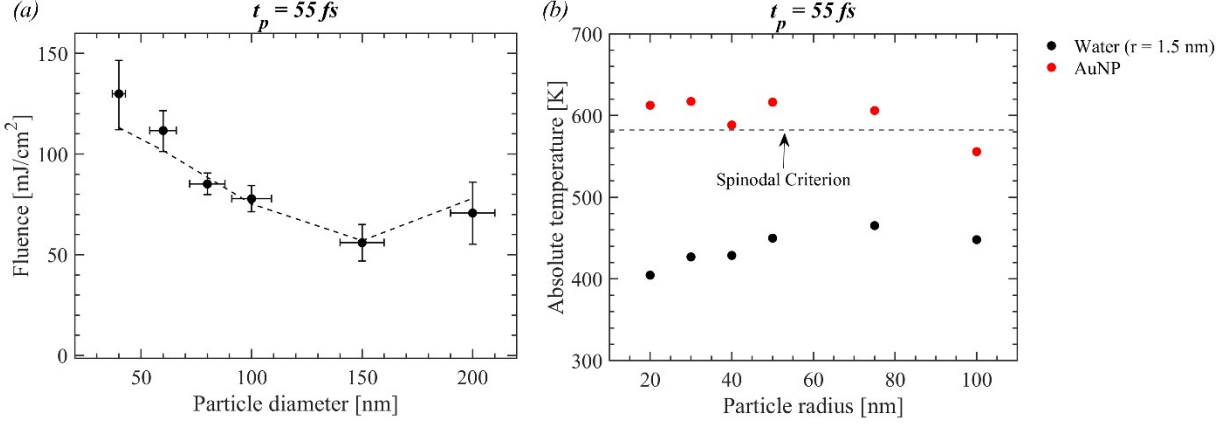 (a)
t_p = 55 fs
150
100
50
0
Fluence [mJ/cm²]
50
100
150
200
Particle diameter [nm]
(b)
t_p = 55 fs
700
600
500
400
300
Absolute temperature [K]
Spinodal Criterion
20
40
60
80
100
Particle radius [nm]
Water (r = 1.5 nm)
AuNP